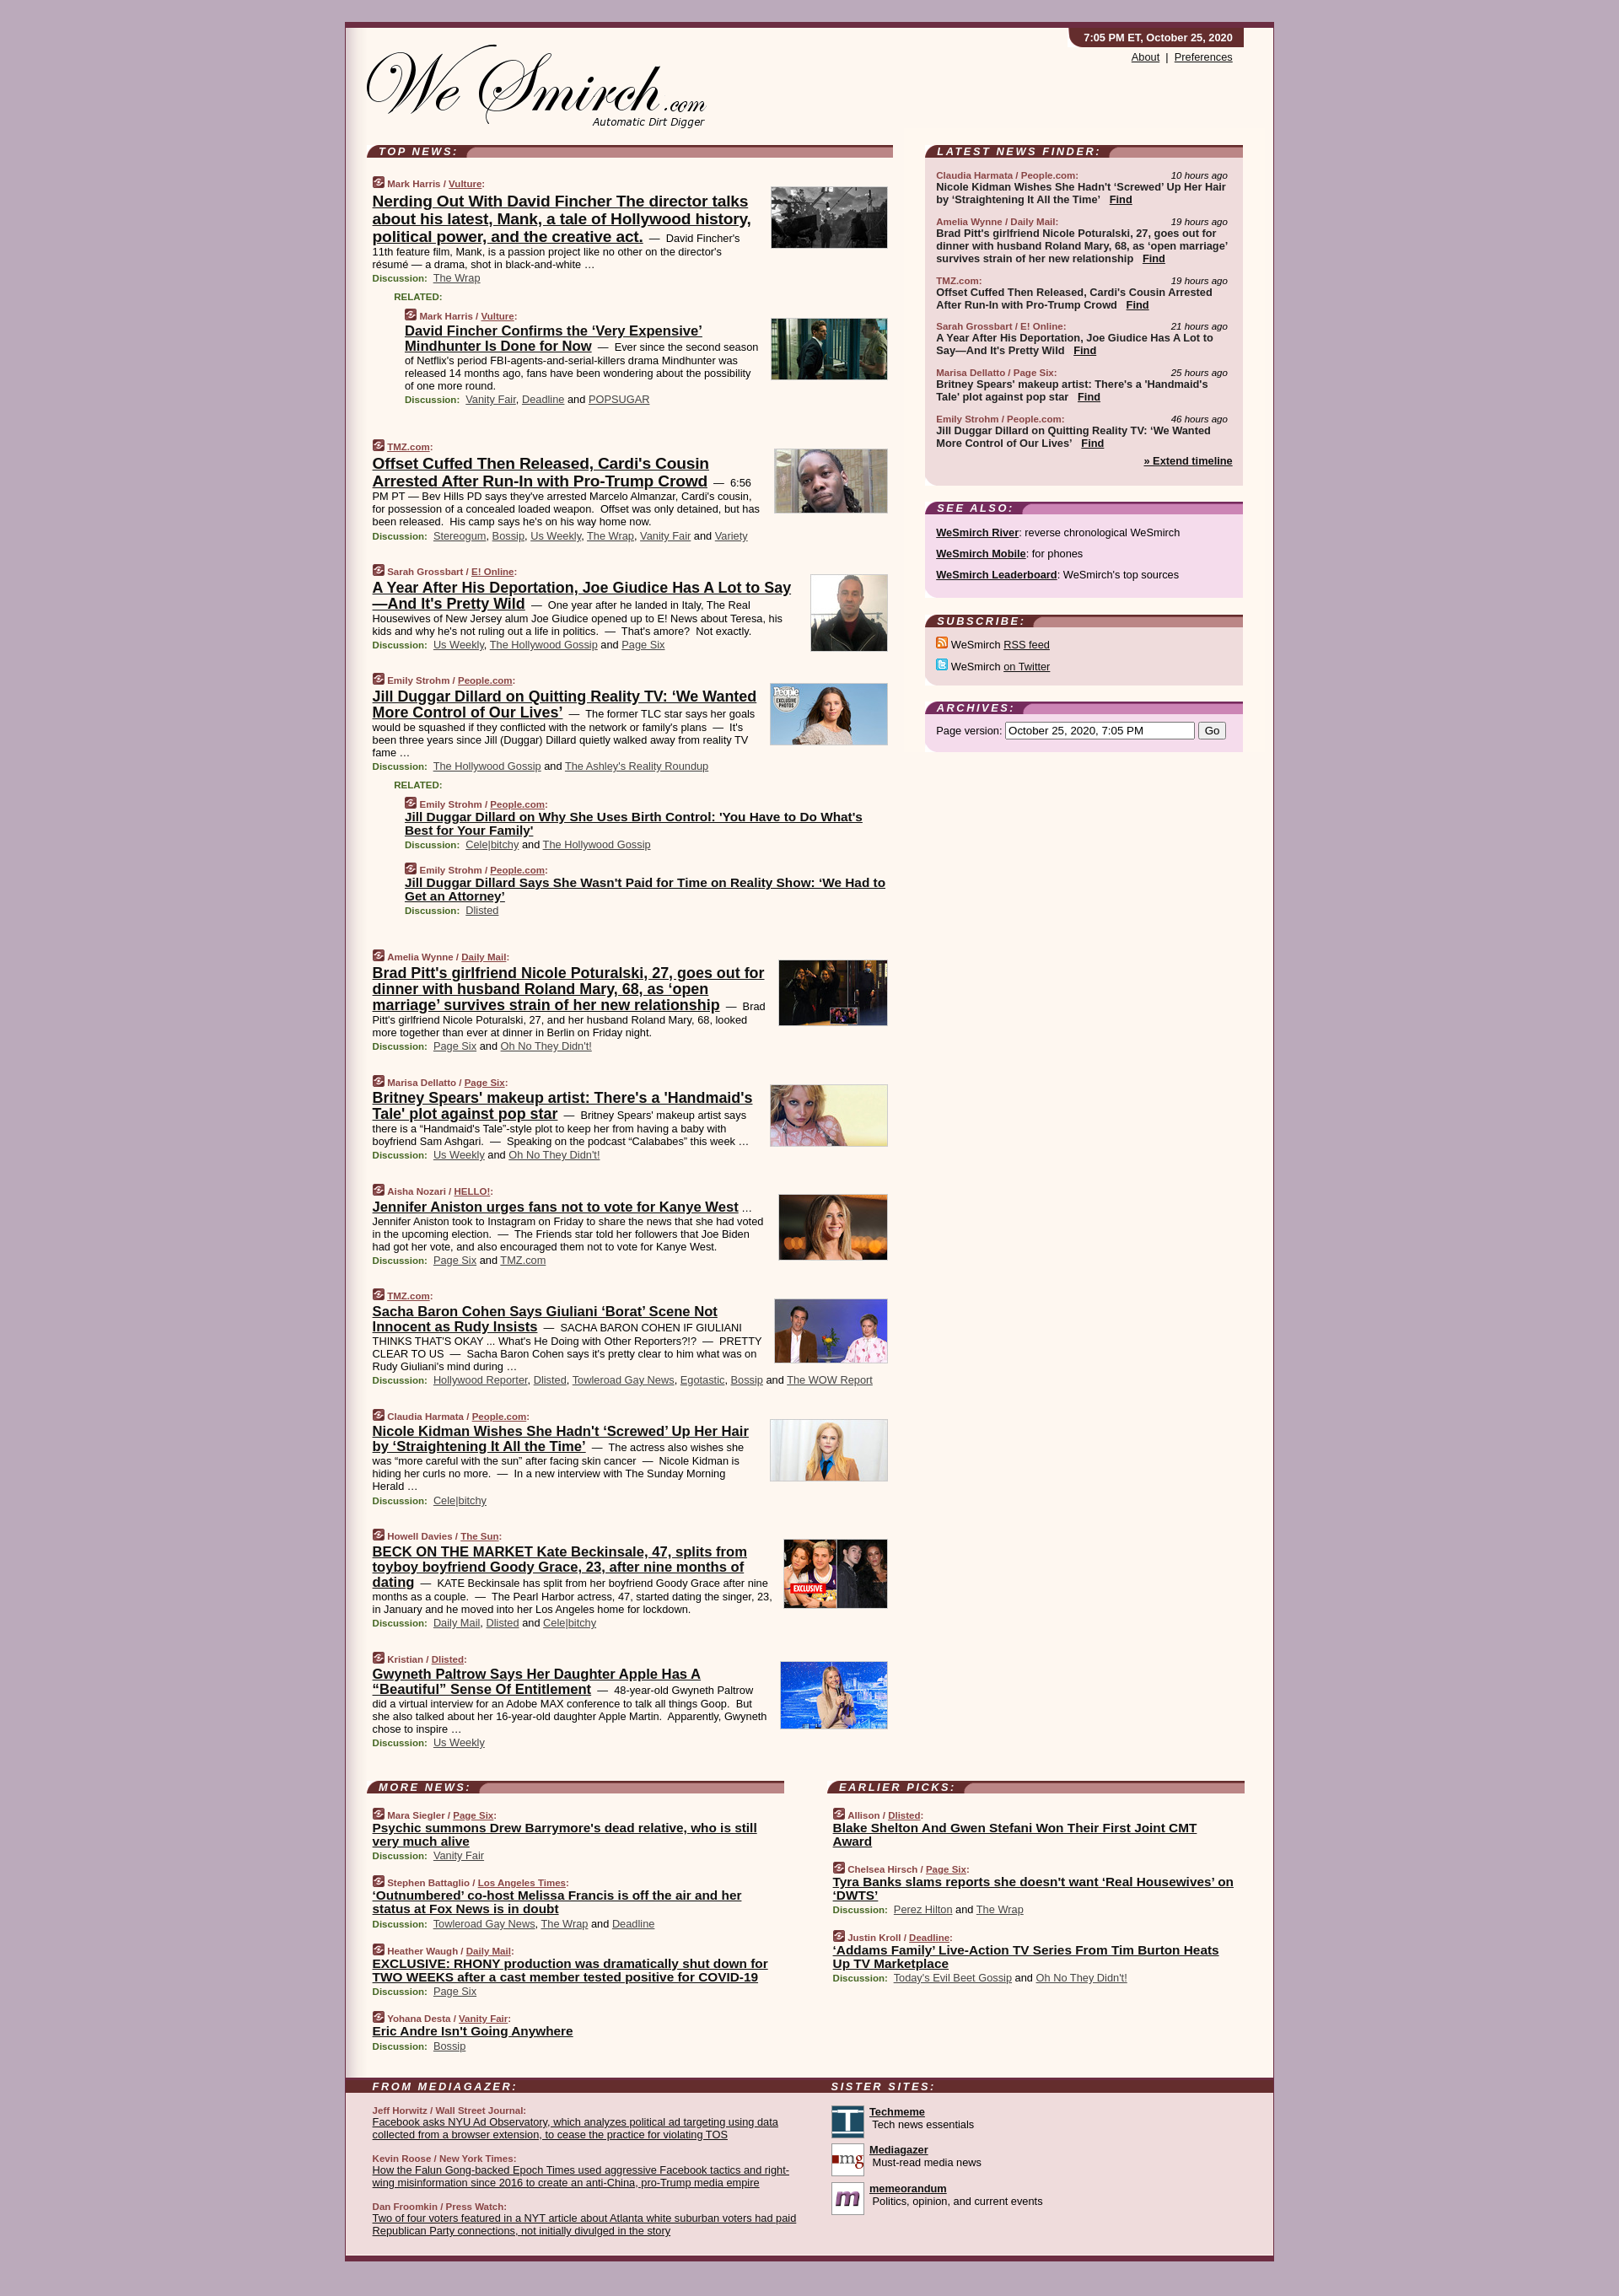 7:05 PM ET, October 25, 2020
About | Preferences
We Smirch.com
Automatic Dirt Digger
TOP NEWS:
Mark Harris / Vulture:
Nerding Out With David Fincher The director talks
about his latest, Mank, a tale of Hollywood history,
political power, and the creative act. — David Fincher's
11th feature film, Mank, is a passion project like no other on the director's
résumé — a drama, shot in black-and-white …
Discussion: The Wrap
RELATED:
Mark Harris / Vulture:
David Fincher Confirms the ‘Very Expensive’
Mindhunter Is Done for Now — Ever since the second season
of Netflix's period FBI-agents-and-serial-killers drama Mindhunter was
released 14 months ago, fans have been wondering about the possibility
of one more round.
Discussion: Vanity Fair, Deadline and POPSUGAR
TMZ.com:
Offset Cuffed Then Released, Cardi's Cousin
Arrested After Run-In with Pro-Trump Crowd — 6:56
PM PT — Bev Hills PD says they've arrested Marcelo Almanzar, Cardi's cousin,
for possession of a concealed loaded weapon. Offset was only detained, but has
been released. His camp says he's on his way home now.
Discussion: Stereogum, Bossip, Us Weekly, The Wrap, Vanity Fair and Variety
Sarah Grossbart / E! Online:
A Year After His Deportation, Joe Giudice Has A Lot to Say
—And It's Pretty Wild — One year after he landed in Italy, The Real
Housewives of New Jersey alum Joe Giudice opened up to E! News about Teresa, his
kids and why he's not ruling out a life in politics. — That's amore? Not exactly.
Discussion: Us Weekly, The Hollywood Gossip and Page Six
Emily Strohm / People.com:
Jill Duggar Dillard on Quitting Reality TV: ‘We Wanted
More Control of Our Lives’ — The former TLC star says her goals
would be squashed if they conflicted with the network or family's plans — It's
been three years since Jill (Duggar) Dillard quietly walked away from reality TV
fame …
People
EXCLUSIVE
PHOTOS
Discussion: The Hollywood Gossip and The Ashley's Reality Roundup
RELATED:
Emily Strohm / People.com:
Jill Duggar Dillard on Why She Uses Birth Control: 'You Have to Do What's
Best for Your Family'
Discussion: Cele|bitchy and The Hollywood Gossip
Emily Strohm / People.com:
Jill Duggar Dillard Says She Wasn't Paid for Time on Reality Show: ‘We Had to
Get an Attorney’
Discussion: Dlisted
Amelia Wynne / Daily Mail:
Brad Pitt's girlfriend Nicole Poturalski, 27, goes out for
dinner with husband Roland Mary, 68, as ‘open
marriage’ survives strain of her new relationship — Brad
Pitt's girlfriend Nicole Poturalski, 27, and her husband Roland Mary, 68, looked
more together than ever at dinner in Berlin on Friday night.
Discussion: Page Six and Oh No They Didn't!
Marisa Dellatto / Page Six:
Britney Spears' makeup artist: There's a 'Handmaid's
Tale' plot against pop star — Britney Spears' makeup artist says
there is a “Handmaid's Tale”-style plot to keep her from having a baby with
boyfriend Sam Ashgari. — Speaking on the podcast “Calababes” this week …
Discussion: Us Weekly and Oh No They Didn't!
Aisha Nozari / HELLO!:
Jennifer Aniston urges fans not to vote for Kanye West …
Jennifer Aniston took to Instagram on Friday to share the news that she had voted
in the upcoming election. — The Friends star told her followers that Joe Biden
had got her vote, and also encouraged them not to vote for Kanye West.
Discussion: Page Six and TMZ.com
TMZ.com:
Sacha Baron Cohen Says Giuliani ‘Borat’ Scene Not
Innocent as Rudy Insists — SACHA BARON COHEN IF GIULIANI
THINKS THAT'S OKAY ... What's He Doing with Other Reporters?!? — PRETTY
CLEAR TO US — Sacha Baron Cohen says it's pretty clear to him what was on
Rudy Giuliani's mind during …
Discussion: Hollywood Reporter, Dlisted, Towleroad Gay News, Egotastic, Bossip and The WOW Report
Claudia Harmata / People.com:
Nicole Kidman Wishes She Hadn't ‘Screwed’ Up Her Hair
by ‘Straightening It All the Time’ — The actress also wishes she
was “more careful with the sun” after facing skin cancer — Nicole Kidman is
hiding her curls no more. — In a new interview with The Sunday Morning
Herald …
Discussion: Cele|bitchy
Howell Davies / The Sun:
BECK ON THE MARKET Kate Beckinsale, 47, splits from
toyboy boyfriend Goody Grace, 23, after nine months of
dating — KATE Beckinsale has split from her boyfriend Goody Grace after nine
months as a couple. — The Pearl Harbor actress, 47, started dating the singer, 23,
in January and he moved into her Los Angeles home for lockdown.
EXCLUSIVE
Discussion: Daily Mail, Dlisted and Cele|bitchy
Kristian / Dlisted:
Gwyneth Paltrow Says Her Daughter Apple Has A
“Beautiful” Sense Of Entitlement — 48-year-old Gwyneth Paltrow
did a virtual interview for an Adobe MAX conference to talk all things Goop. But
she also talked about her 16-year-old daughter Apple Martin. Apparently, Gwyneth
chose to inspire …
Discussion: Us Weekly
LATEST NEWS FINDER:
Claudia Harmata / People.com: 10 hours ago
Nicole Kidman Wishes She Hadn't ‘Screwed’ Up Her Hair
by ‘Straightening It All the Time’ Find
Amelia Wynne / Daily Mail: 19 hours ago
Brad Pitt's girlfriend Nicole Poturalski, 27, goes out for
dinner with husband Roland Mary, 68, as ‘open marriage’
survives strain of her new relationship Find
TMZ.com: 19 hours ago
Offset Cuffed Then Released, Cardi's Cousin Arrested
After Run-In with Pro-Trump Crowd Find
Sarah Grossbart / E! Online: 21 hours ago
A Year After His Deportation, Joe Giudice Has A Lot to
Say—And It's Pretty Wild Find
Marisa Dellatto / Page Six: 25 hours ago
Britney Spears' makeup artist: There's a 'Handmaid's
Tale' plot against pop star Find
Emily Strohm / People.com: 46 hours ago
Jill Duggar Dillard on Quitting Reality TV: ‘We Wanted
More Control of Our Lives’ Find
» Extend timeline
SEE ALSO:
WeSmirch River: reverse chronological WeSmirch
WeSmirch Mobile: for phones
WeSmirch Leaderboard: WeSmirch's top sources
SUBSCRIBE:
WeSmirch RSS feed
WeSmirch on Twitter
ARCHIVES:
Page version: October 25, 2020, 7:05 PM Go
MORE NEWS:
Mara Siegler / Page Six:
Psychic summons Drew Barrymore's dead relative, who is still
very much alive
Discussion: Vanity Fair
Stephen Battaglio / Los Angeles Times:
‘Outnumbered’ co-host Melissa Francis is off the air and her
status at Fox News is in doubt
Discussion: Towleroad Gay News, The Wrap and Deadline
Heather Waugh / Daily Mail:
EXCLUSIVE: RHONY production was dramatically shut down for
TWO WEEKS after a cast member tested positive for COVID-19
Discussion: Page Six
Yohana Desta / Vanity Fair:
Eric Andre Isn't Going Anywhere
Discussion: Bossip
EARLIER PICKS:
Allison / Dlisted:
Blake Shelton And Gwen Stefani Won Their First Joint CMT
Award
Chelsea Hirsch / Page Six:
Tyra Banks slams reports she doesn't want ‘Real Housewives’ on
‘DWTS’
Discussion: Perez Hilton and The Wrap
Justin Kroll / Deadline:
‘Addams Family’ Live-Action TV Series From Tim Burton Heats
Up TV Marketplace
Discussion: Today's Evil Beet Gossip and Oh No They Didn't!
FROM MEDIAGAZER:
Jeff Horwitz / Wall Street Journal:
Facebook asks NYU Ad Observatory, which analyzes political ad targeting using data
collected from a browser extension, to cease the practice for violating TOS
Kevin Roose / New York Times:
How the Falun Gong-backed Epoch Times used aggressive Facebook tactics and right-
wing misinformation since 2016 to create an anti-China, pro-Trump media empire
Dan Froomkin / Press Watch:
Two of four voters featured in a NYT article about Atlanta white suburban voters had paid
Republican Party connections, not initially divulged in the story
SISTER SITES:
T
Techmeme
Tech news essentials
mg
Mediagazer
Must-read media news
m
memeorandum
Politics, opinion, and current events